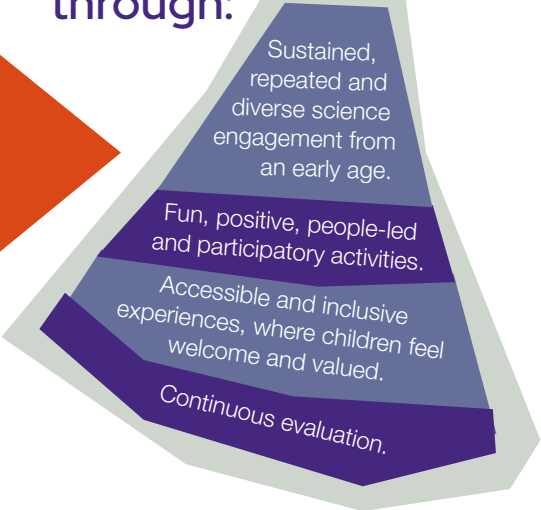 through:
Sustained,
repeated and
diverse science
engagement from
an early age.
Fun, positive, people-led
and participatory activities.
Accessible and inclusive
experiences, where children feel
welcome and valued.
Continuous evaluation.